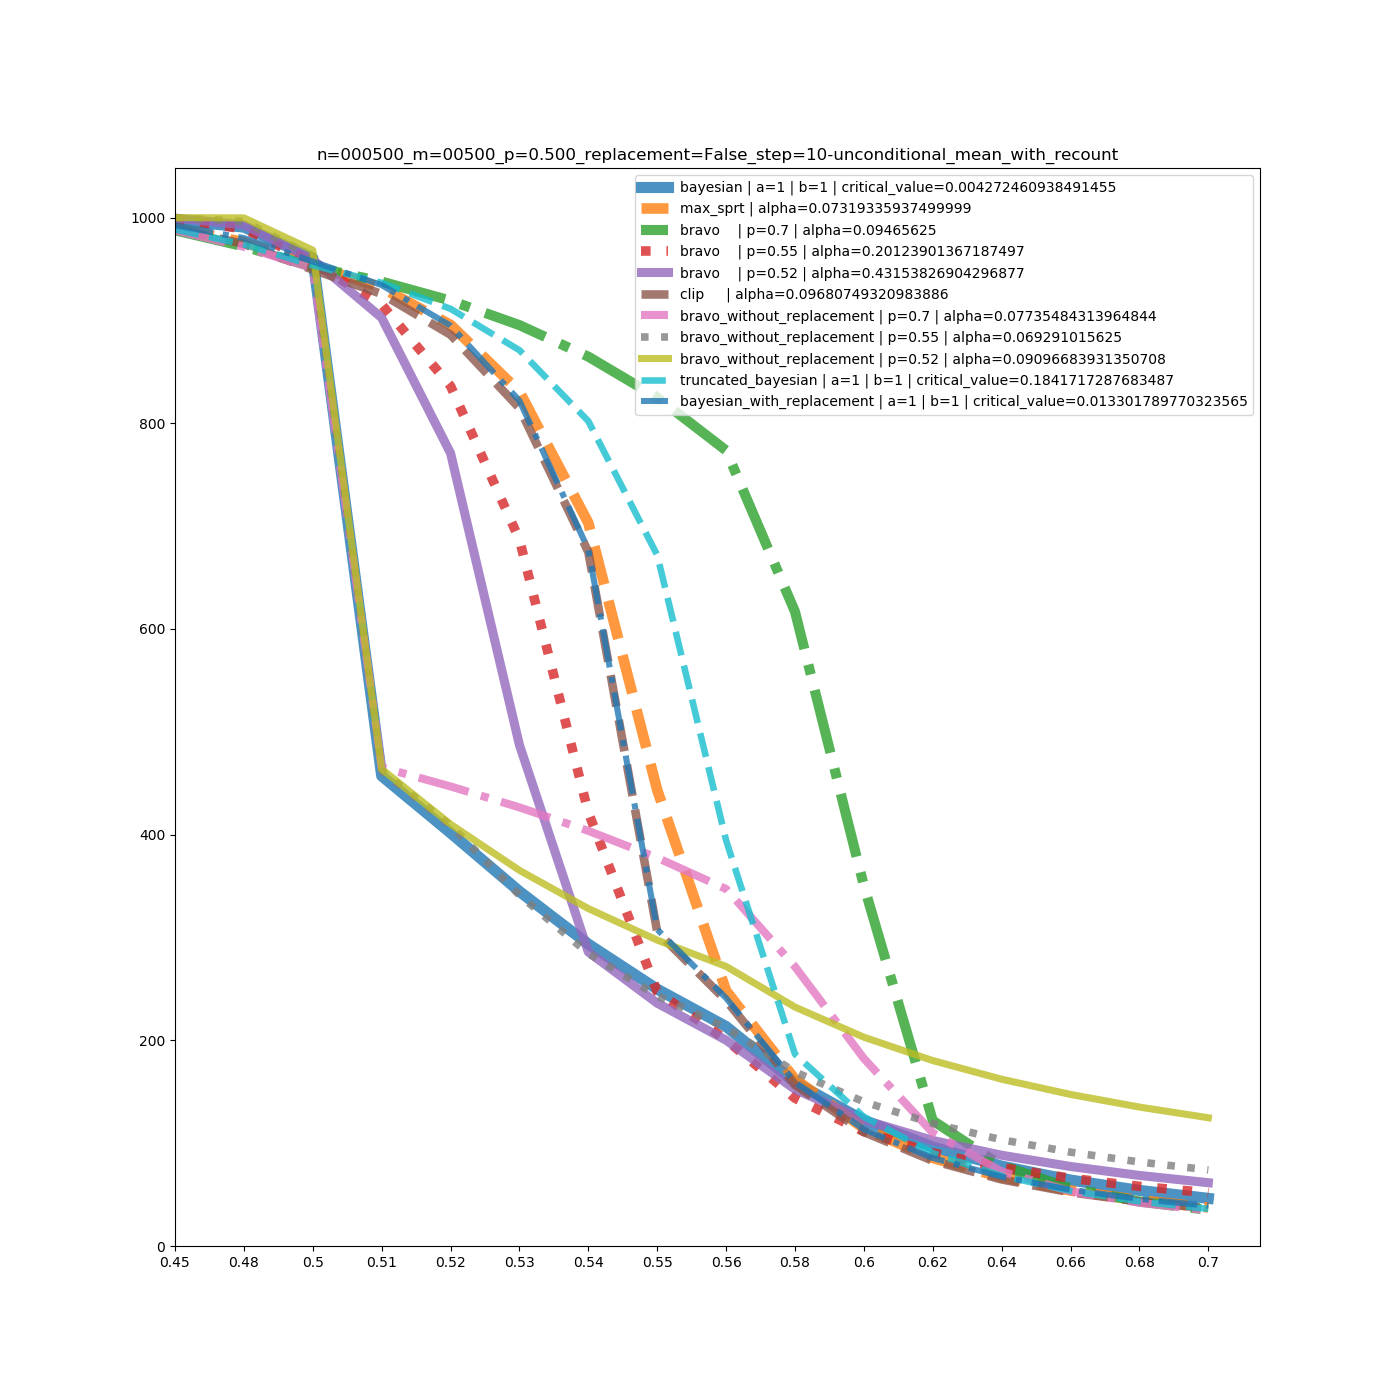 n=000500_m=00500_p=0.500_replacement=False_step=10-unconditional_mean_with_recount
bayesian | a=1 | b=1 | critical_value=0.004272460938491455
max_sprt | alpha=0.07319335937499999
bravo | p=0.7 | alpha=0.09465625
bravo | p=0.55 | alpha=0.20123901367187497
bravo | p=0.52 | alpha=0.43153826904296877
clip | alpha=0.09680749320983886
bravo_without_replacement | p=0.7 | alpha=0.07735484313964844
bravo_without_replacement | p=0.55 | alpha=0.069291015625
bravo_without_replacement | p=0.52 | alpha=0.09096683931350708
truncated_bayesian | a=1 | b=1 | critical_value=0.1841717287683487
bayesian_with_replacement | a=1 | b=1 | critical_value=0.013301789770323565
1000
800
600
400
200
0
0.45 0.48 0.5 0.51 0.52 0.53 0.54 0.55 0.56 0.58 0.6 0.62 0.64 0.66 0.68 0.7